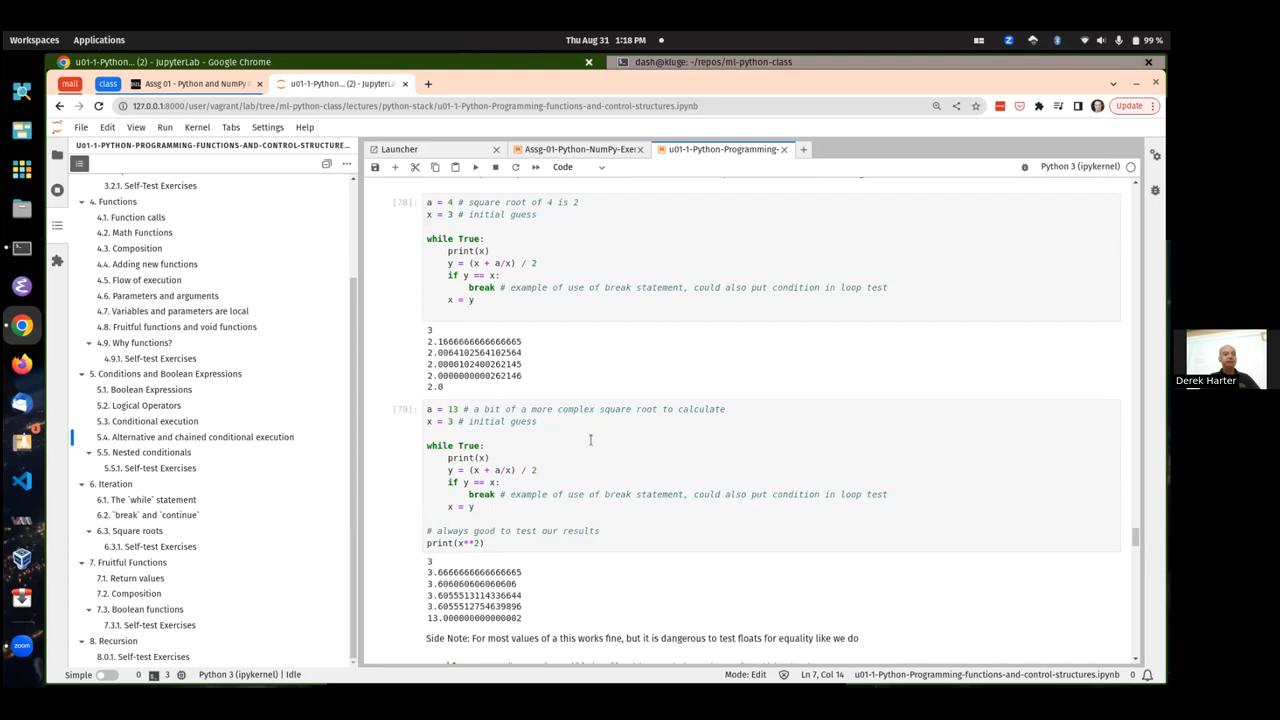 Workspaces Applications Thu Aug 31 1:18 PM 99 %
u01-1-Python... (2) - JupyterLab - Google Chrome dash@kluge: ~/repos/ml-python-class
mail class Assg 01 - Python and NumPy u01-1-Python... (2) - JupyterL
127.0.0.1:8000/user/vagrant/lab/tree/ml-python-class/lectures/python-stack/u01-1-Python-Programming-functions-and-control-structures.ipynb Update
File Edit View Run Kernel Tabs Settings Help
U01-1-PYTHON-PROGRAMMING-FUNCTIONS-AND-CONTROL-STRUCTURE...
Launcher Assg-01-Python-NumPy-Exer u01-1-Python-Programming-
Code Python 3 (ipykernel)
3.2.1. Self-Test Exercises
4. Functions
4.1. Function calls
4.2. Math Functions
4.3. Composition
4.4. Adding new functions
4.5. Flow of execution
4.6. Parameters and arguments
4.7. Variables and parameters are local
4.8. Fruitful functions and void functions
4.9. Why functions?
4.9.1. Self-test Exercises
5. Conditions and Boolean Expressions
5.1. Boolean Expressions
5.2. Logical Operators
5.3. Conditional execution
5.4. Alternative and chained conditional execution
5.5. Nested conditionals
5.5.1. Self-test Exercises
6. Iteration
6.1. The `while` statement
6.2. `break` and `continue`
6.3. Square roots
6.3.1. Self-test Exercises
7. Fruitful Functions
7.1. Return values
7.2. Composition
7.3. Boolean functions
7.3.1. Self-test Exercises
8. Recursion
8.0.1. Self-test Exercises
[78]: a = 4 # square root of 4 is 2
x = 3 # initial guess
while True:
print(x)
y = (x + a/x) / 2
if y == x:
break # example of use of break statement, could also put condition in loop test
x = y
3
2.1666666666666665
2.0064102564102564
2.0000102400262145
2.0000000000262146
2.0
[79]: a = 13 # a bit of a more complex square root to calculate
x = 3 # initial guess
while True:
print(x)
y = (x + a/x) / 2
if y == x:
break # example of use of break statement, could also put condition in loop test
x = y
# always good to test our results
print(x**2)
3
3.6666666666666665
3.606060606060606
3.6055513114336644
3.6055512754639896
13.000000000000002
Side Note: For most values of a this works fine, but it is dangerous to test floats for equality like we do
Simple 0 3 Python 3 (ipykernel) | Idle Mode: Edit Ln 7, Col 14 u01-1-Python-Programming-functions-and-control-structures.ipynb 0
Derek Harter
zoom